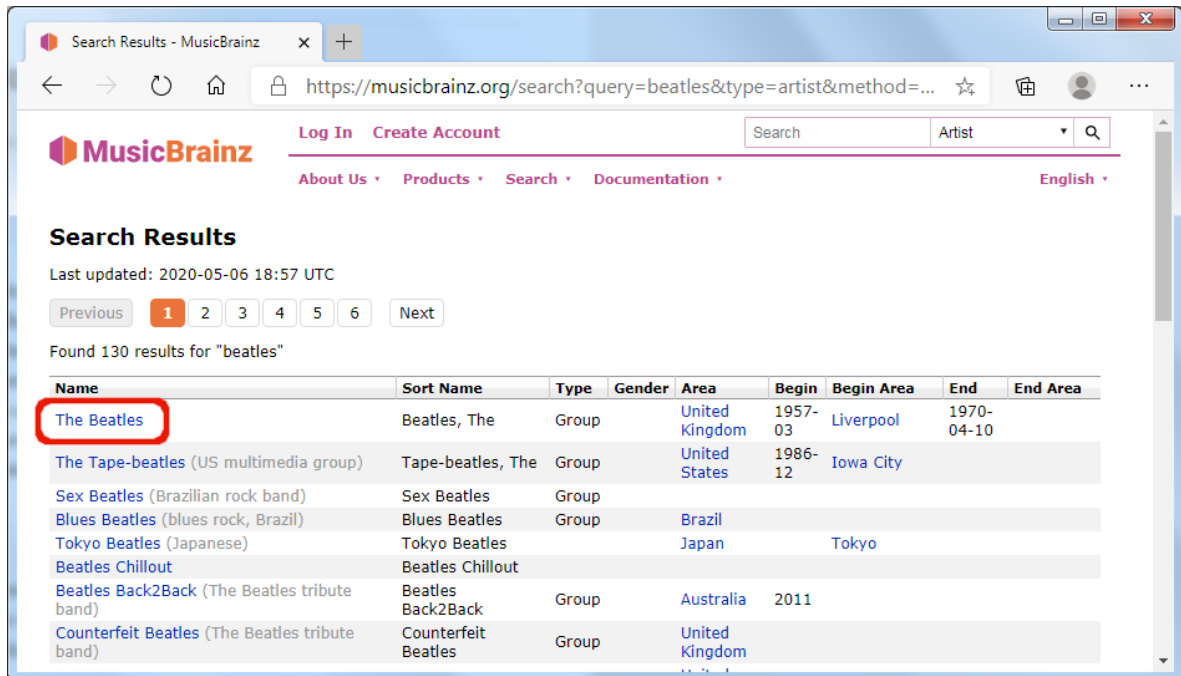 Search Results - MusicBrainz
https://musicbrainz.org/search?query=beatles&type=artist&method=...
MusicBrainz
Log In Create Account
Search Artist
About Us Products Search Documentation English
Search Results
Last updated: 2020-05-06 18:57 UTC
Previous 1 2 3 4 5 6 Next
Found 130 results for "beatles"
Name Sort Name Type Gender Area Begin Begin Area End End Area
The Beatles Beatles, The Group United Kingdom 1957-03 Liverpool 1970-04-10
The Tape-beatles (US multimedia group) Tape-beatles, The Group United States 1986-12 Iowa City
Sex Beatles (Brazilian rock band) Sex Beatles Group
Blues Beatles (blues rock, Brazil) Blues Beatles Group Brazil
Tokyo Beatles (Japanese) Tokyo Beatles Japan Tokyo
Beatles Chillout Beatles Chillout
Beatles Back2Back (The Beatles tribute band) Beatles Back2Back Group Australia 2011
Counterfeit Beatles (The Beatles tribute band) Counterfeit Beatles Group United Kingdom